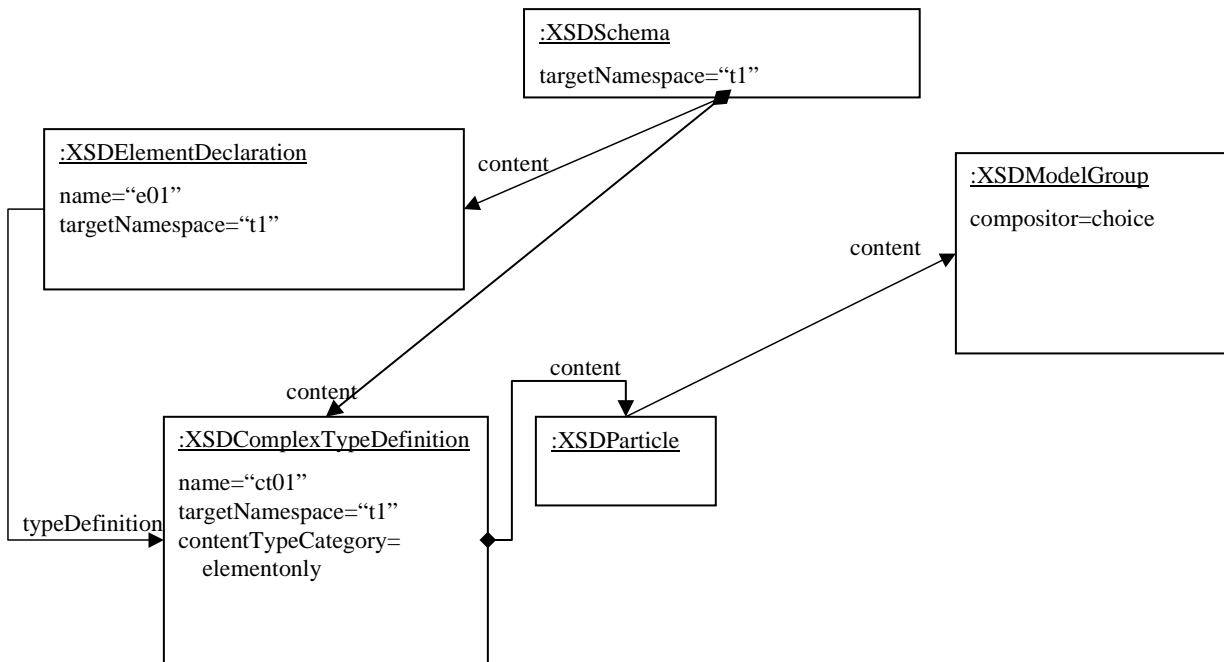 :XSDSchema
targetNamespace=“t1”
:XSDElementDeclaration
name=“e01”
targetNamespace=“t1”
content
:XSDModelGroup
compositor=choice
content
content
content
:XSDComplexTypeDefinition
name=“ct01”
targetNamespace=“t1”
contentTypeCategory=
elementonly
:XSDParticle
typeDefinition